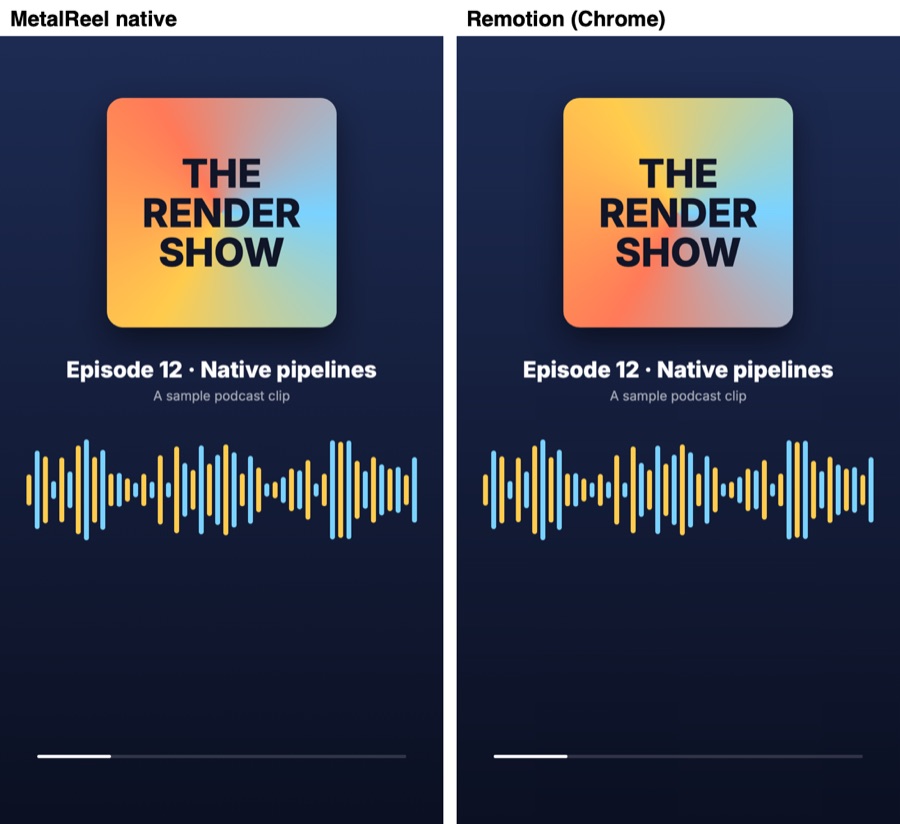 MetalReel native
Remotion (Chrome)
THE
RENDER
SHOW
Episode 12 · Native pipelines
A sample podcast clip
THE
RENDER
SHOW
Episode 12 · Native pipelines
A sample podcast clip